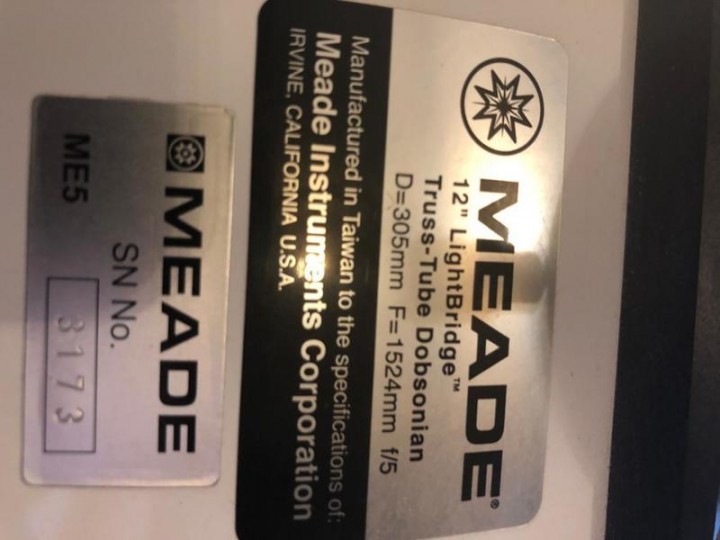 MEADE®
12" LightBridge™
Truss-Tube Dobsonian
D=305mm F=1524mm f/5
Manufactured in Taiwan to the specifications of:
Meade Instruments Corporation
IRVINE, CALIFORNIA U.S.A.
MEADE
SN No.
ME5 3173